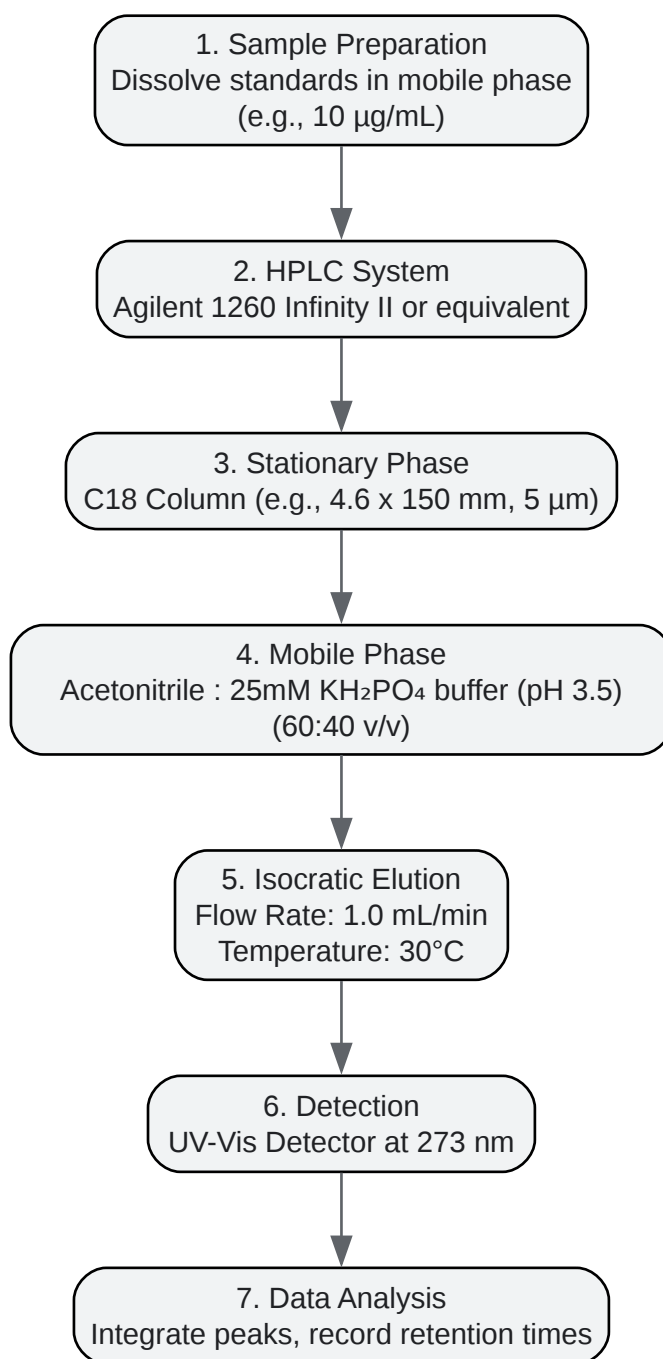 1. Sample Preparation
Dissolve standards in mobile phase
(e.g., 10 µg/mL)
2. HPLC System
Agilent 1260 Infinity II or equivalent
3. Stationary Phase
C18 Column (e.g., 4.6 x 150 mm, 5 µm)
4. Mobile Phase
Acetonitrile : 25mM KH₂PO₄ buffer (pH 3.5)
(60:40 v/v)
5. Isocratic Elution
Flow Rate: 1.0 mL/min
Temperature: 30°C
6. Detection
UV-Vis Detector at 273 nm
7. Data Analysis
Integrate peaks, record retention times